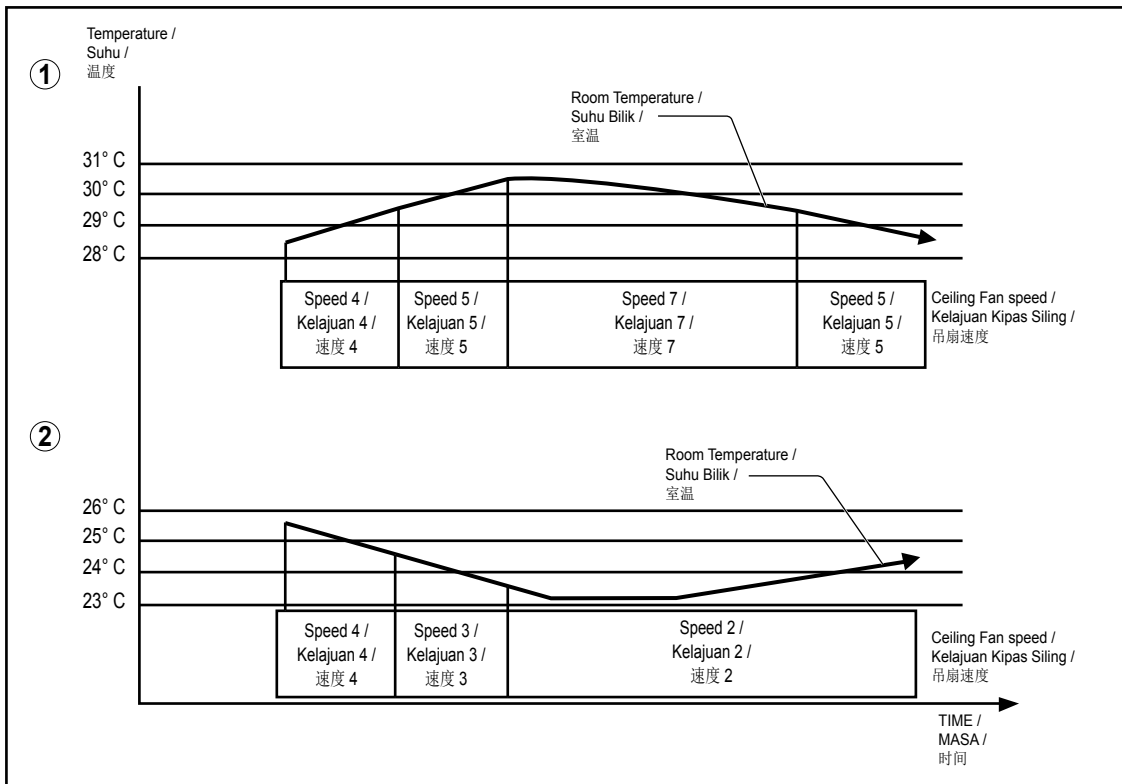 Temperature /
Suhu /
温度
①
Room Temperature /
Suhu Bilik /
室温
31° C
30° C
29° C
28° C
Speed 4 /
Kelajuan 4 /
速度 4
Speed 5 /
Kelajuan 5 /
速度 5
Speed 7 /
Kelajuan 7 /
速度 7
Speed 5 /
Kelajuan 5 /
速度 5
Ceiling Fan speed /
Kelajuan Kipas Siling /
吊扇速度
②
Room Temperature /
Suhu Bilik /
室温
26° C
25° C
24° C
23° C
Speed 4 /
Kelajuan 4 /
速度 4
Speed 3 /
Kelajuan 3 /
速度 3
Speed 2 /
Kelajuan 2 /
速度 2
Ceiling Fan speed /
Kelajuan Kipas Siling /
吊扇速度
TIME /
MASA /
时间